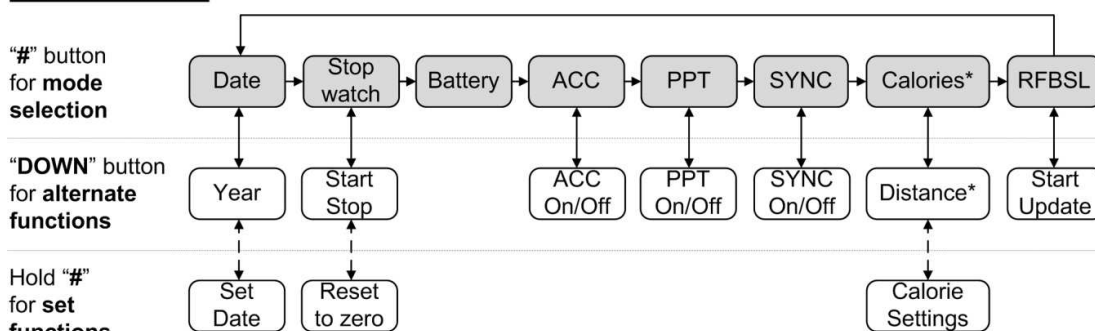 “#” button
for mode
selection
Date
Stop
watch
Battery
ACC
PPT
SYNC
Calories*
RFBSL
“DOWN” button
for alternate
functions
Year
Start
Stop
ACC
On/Off
PPT
On/Off
SYNC
On/Off
Distance*
Start
Update
Hold “#”
for set
functions
Set
Date
Reset
to zero
Calorie
Settings